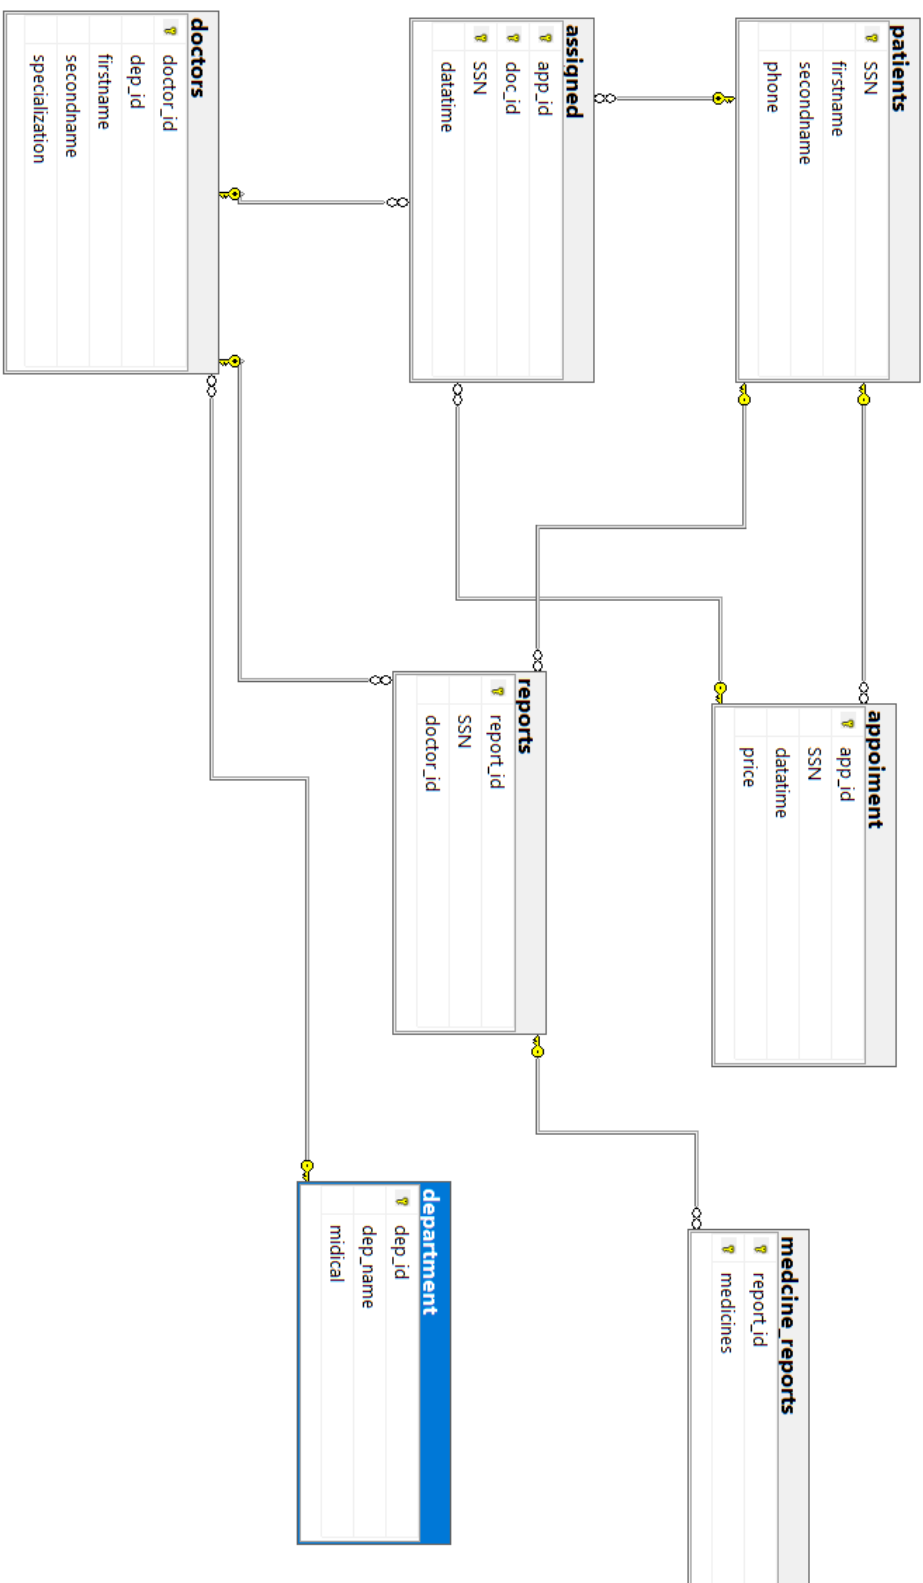 patients
SSN
firstname
secondname
phone
appoiment
app_id
SSN
datatime
price
medcine_reports
report_id
medicines
assigned
app_id
doc_id
SSN
datatime
reports
report_id
SSN
doctor_id
department
dep_id
dep_name
midical
doctors
doctor_id
dep_id
firstname
secondname
specialization